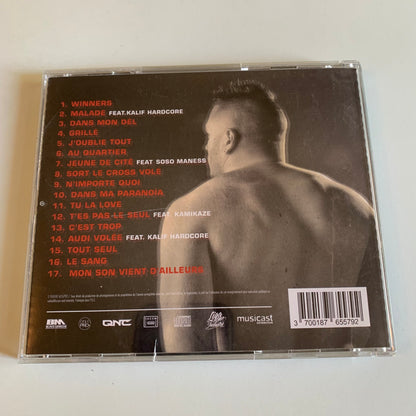 1. WINNERS
2. MALADE FEAT.KALIF HARDCORE
3. DANS MON DÉL
4. GRILLÉ
5. J'OUBLIE TOUT
6. AU QUARTIER
7. JEUNE DE CITÉ FEAT SOSO MANESS
8. SORT LE CROSS VOLÉ
9. N'IMPORTE QUOI
10. DANS MA PARANOÏA
11. TU LA LOVE
12. T'ES PAS LE SEUL FEAT. KAMIKAZE
13. C'EST TROP
14. AUDI VOLÉE FEAT. KALIF HARDCORE
15. TOUT SEUL
16. LE SANG
17. MON SON VIENT D'AILLEURS
BM
QNC
musicast
3 700187 655792